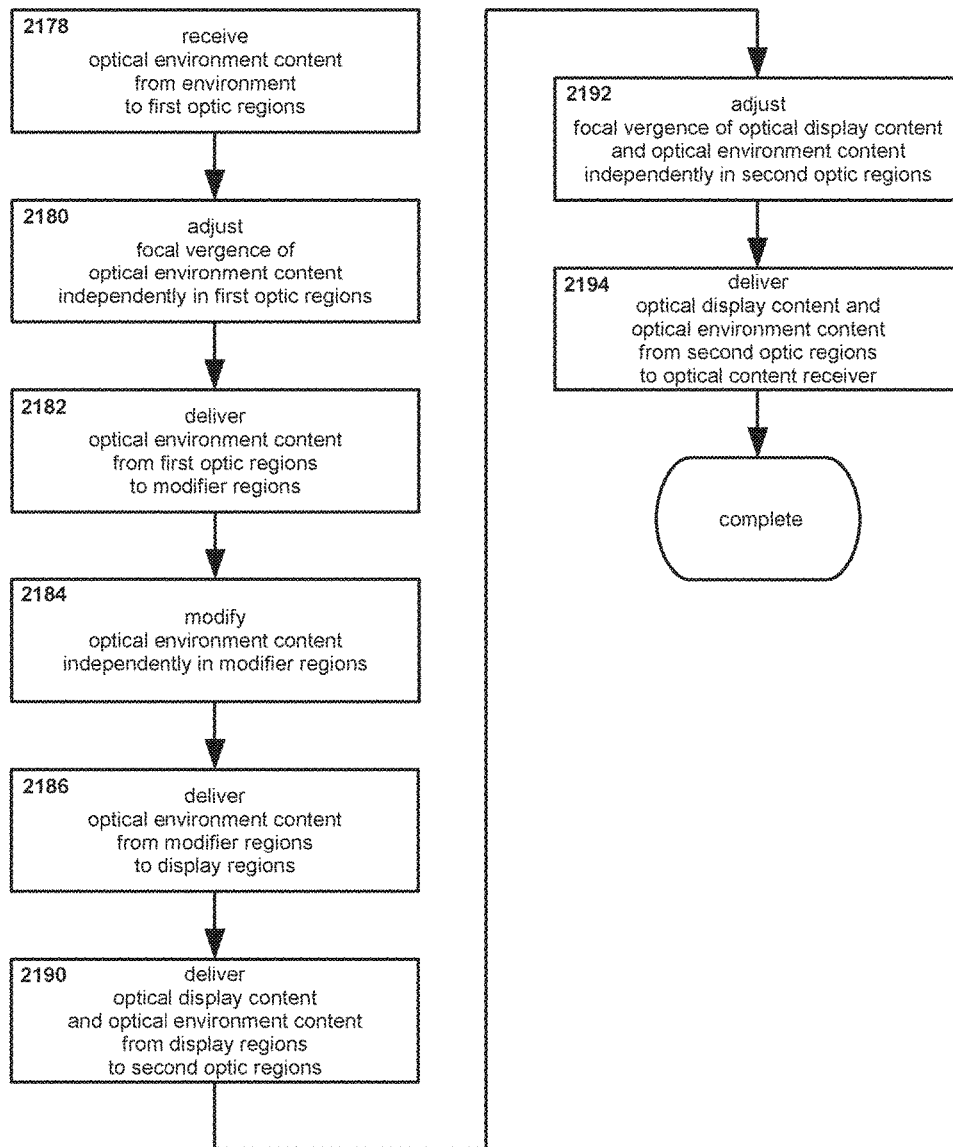 2178
receive
optical environment content
from environment
to first optic regions
2180
adjust
focal vergence of
optical environment content
independently in first optic regions
2182
deliver
optical environment content
from first optic regions
to modifier regions
2184
modify
optical environment content
independently in modifier regions
2186
deliver
optical environment content
from modifier regions
to display regions
2190
deliver
optical display content
and optical environment content
from display regions
to second optic regions
2192
adjust
focal vergence of optical display content
and optical environment content
independently in second optic regions
2194
deliver
optical display content and
optical environment content
from second optic regions
to optical content receiver
complete